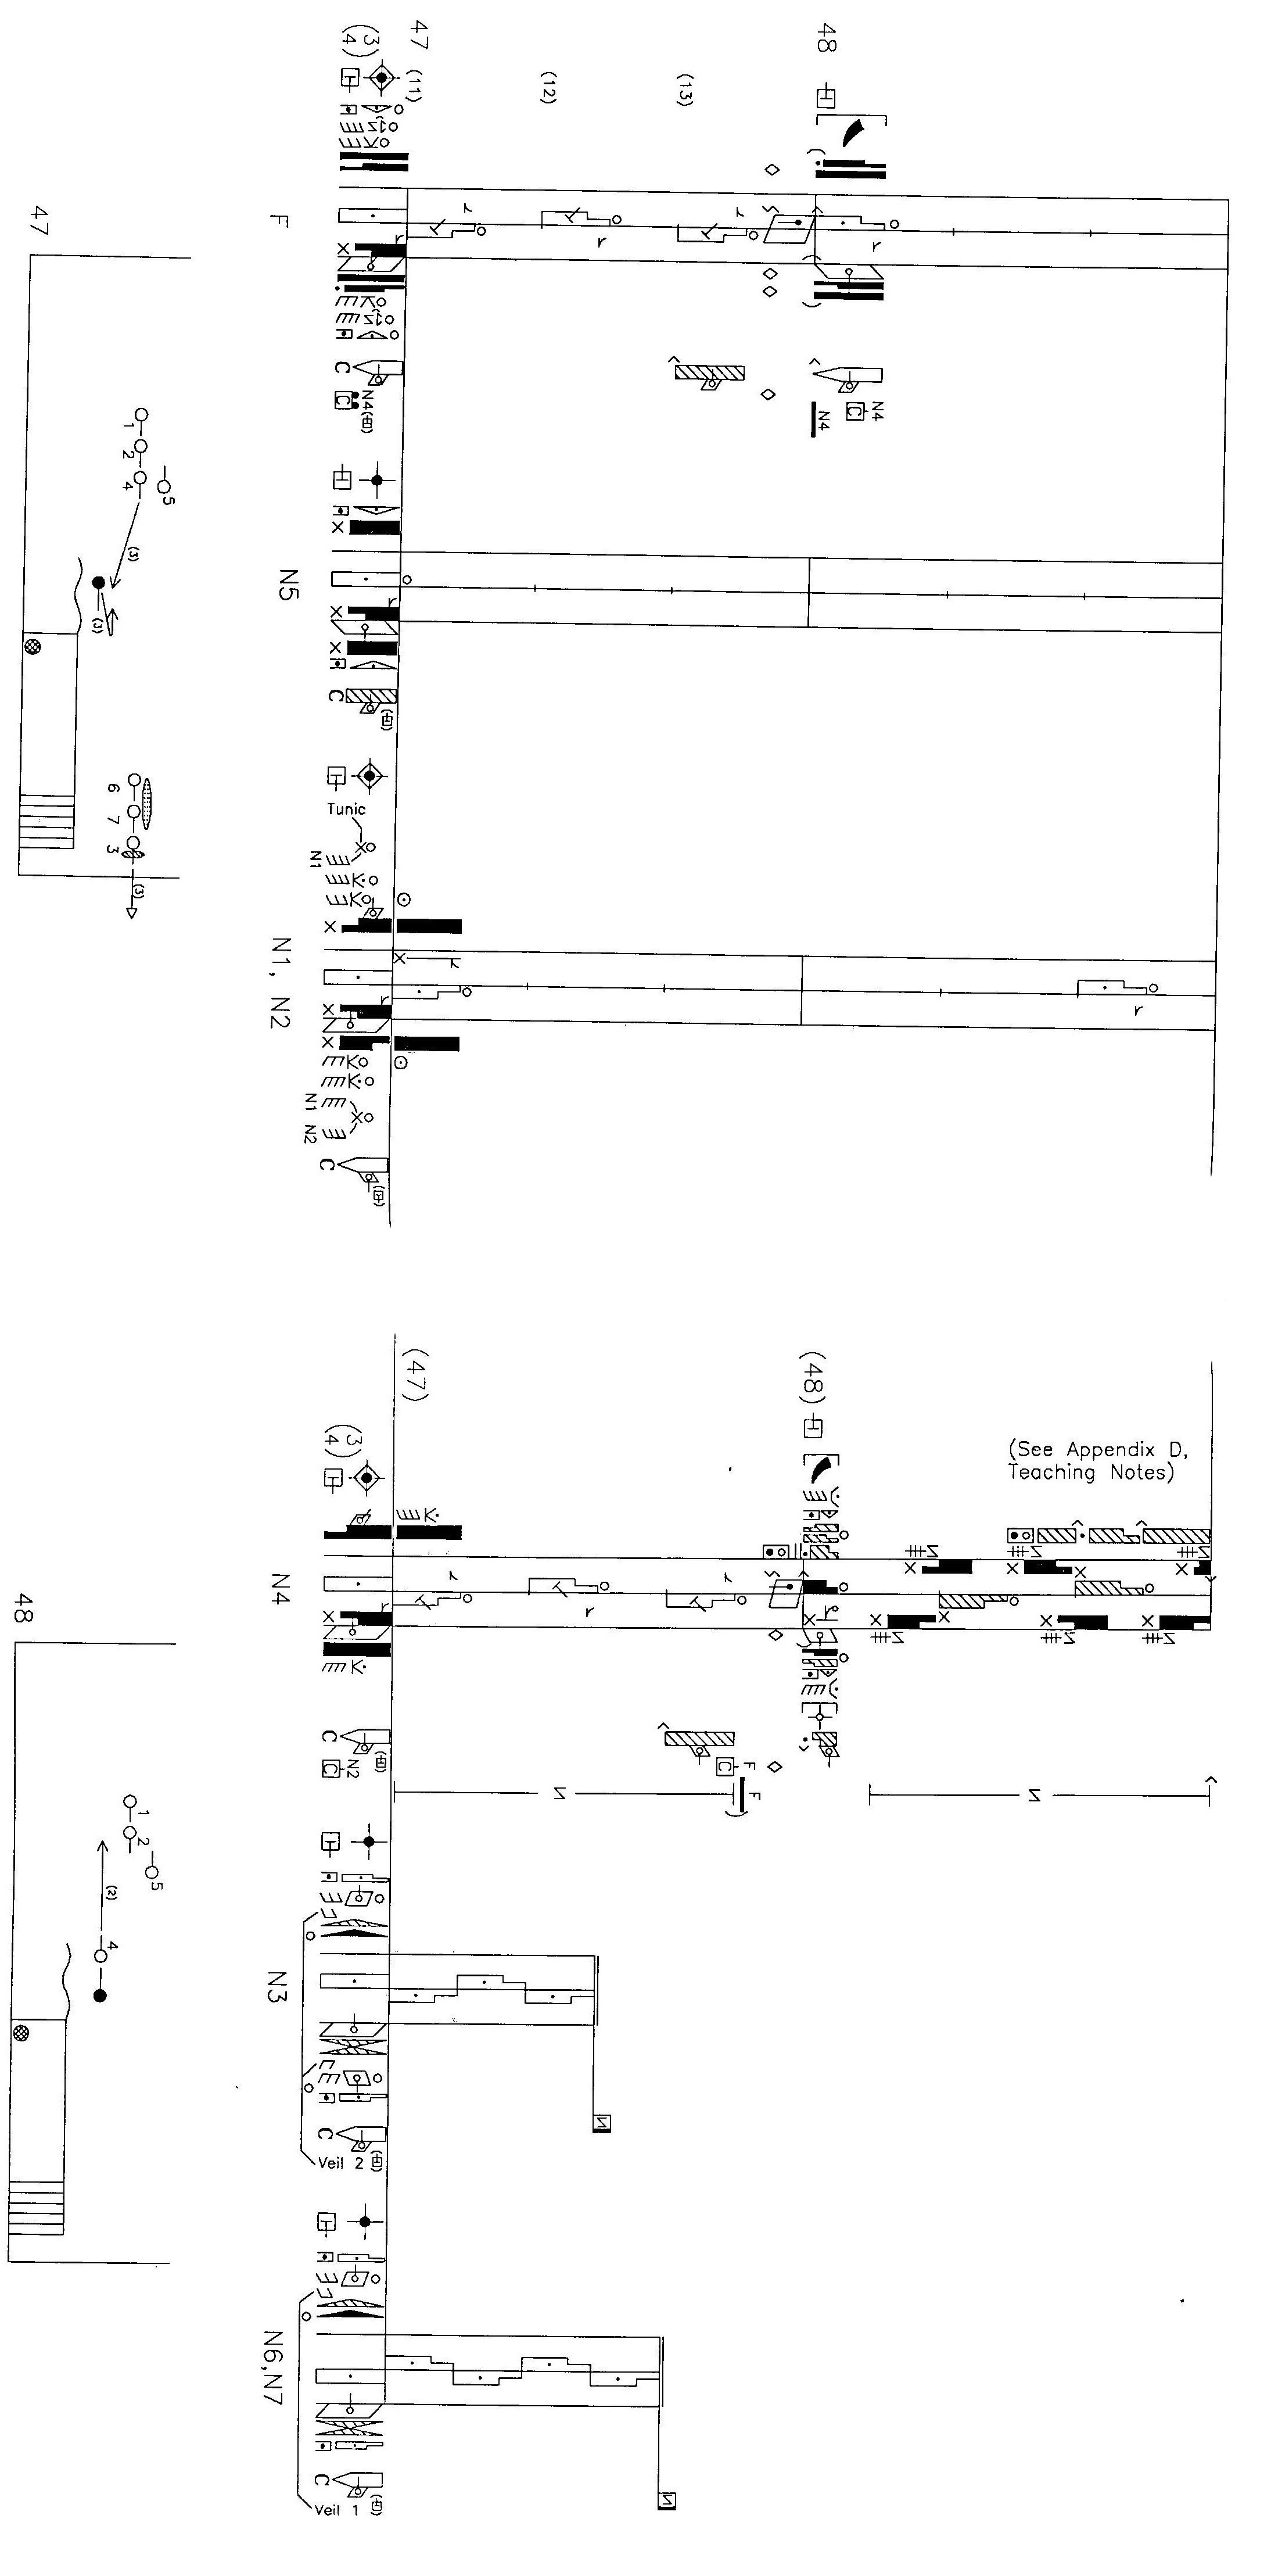 48
47
(11)
(12)
(13)
(3
4)
F
N4
N4
N4
C
C
C
N5
C
Tunic
N1
N1, N2
N1
N2
C
47
1
2
4
5
(3)
(3)
6
7
3
(3)
(See Appendix D,
Teaching Notes)
(48)
(47)
(3
4)
N4
C
C
N2
C
F
F
N3
C
Veil 2
N6,N7
C
Veil 1
48
1
2
5
(2)
4